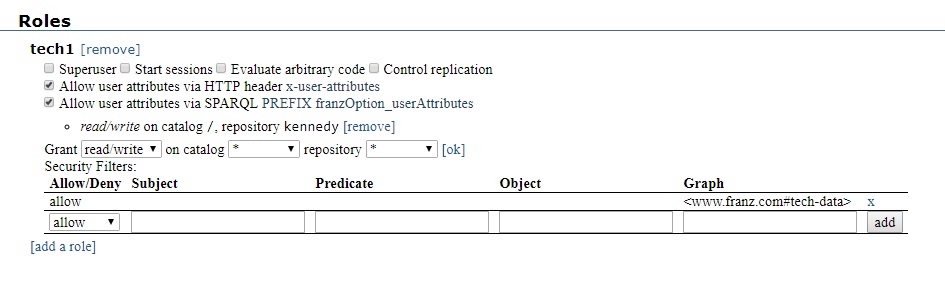 Roles
tech1 [remove]
Superuser Start sessions Evaluate arbitrary code Control replication
Allow user attributes via HTTP header x-user-attributes
Allow user attributes via SPARQL PREFIX franzOption_userAttributes
read/write on catalog /, repository kennedy [remove]
Grant read/write on catalog * repository * [ok]
Security Filters:
Allow/Deny Subject Predicate Object Graph
allow <www.franz.com#tech-data> x
allow add
[add a role]